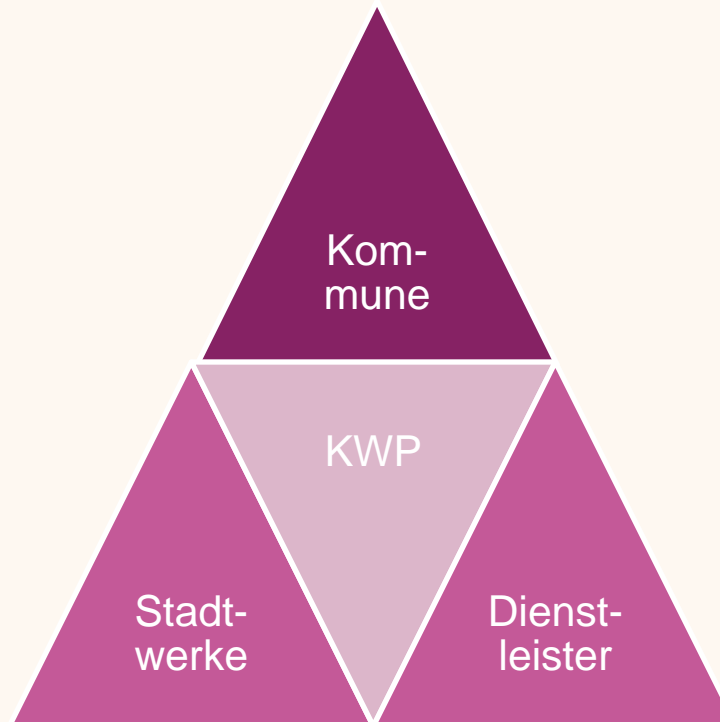 Kom-
mune
KWP
Stadt-
werke
Dienst-
leister